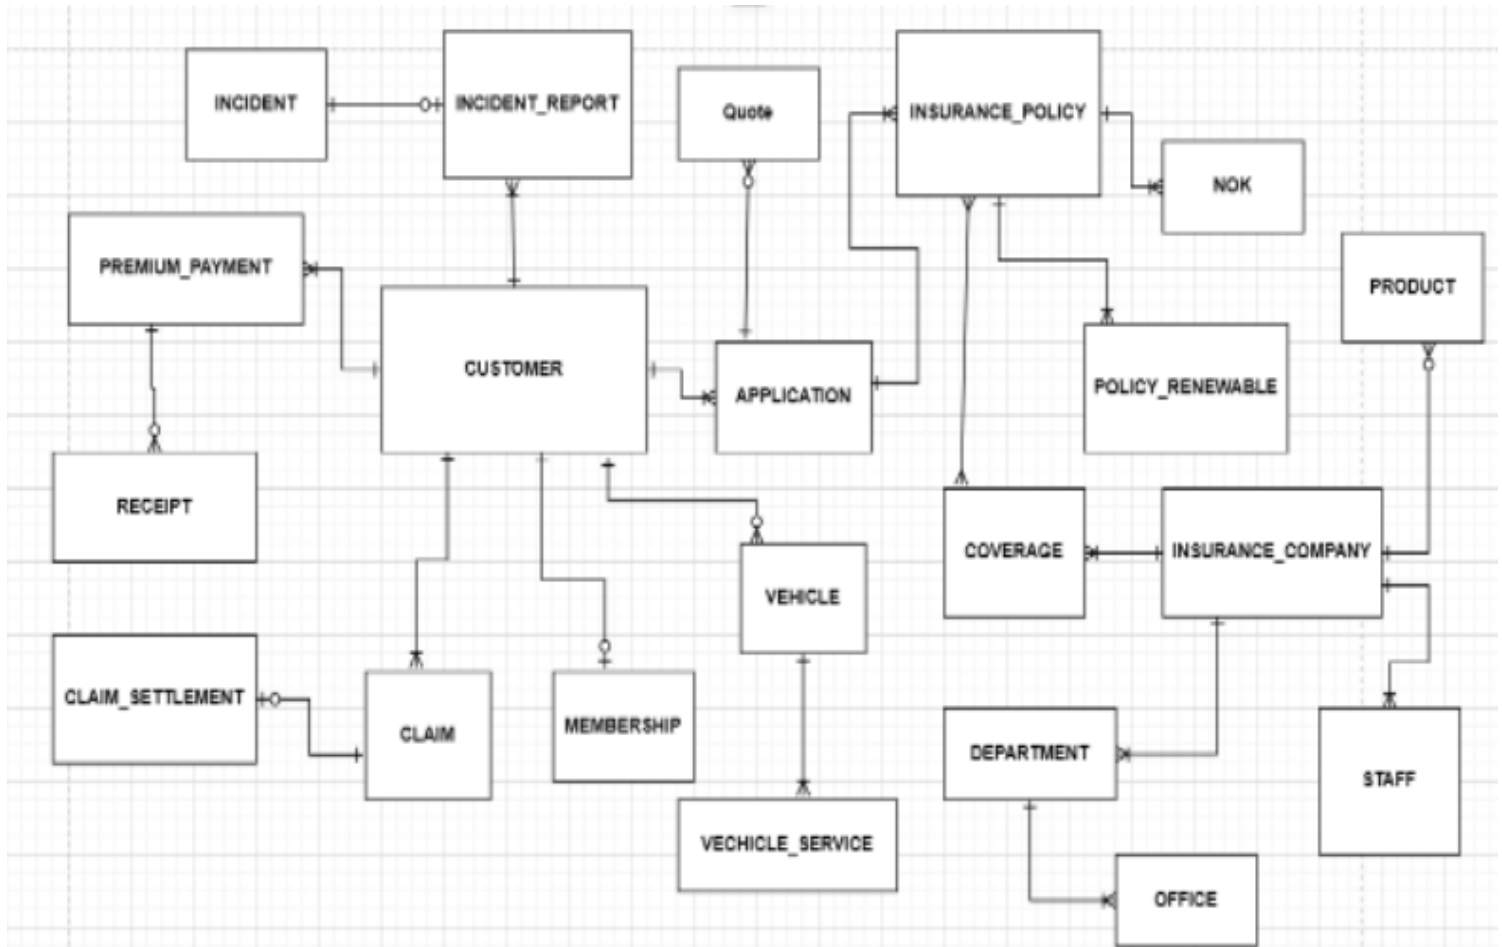 INCIDENT
INCIDENT_REPORT
Quote
INSURANCE_POLICY
NOK
PREMIUM_PAYMENT
PRODUCT
CUSTOMER
APPLICATION
POLICY_RENEWABLE
RECEIPT
COVERAGE
INSURANCE_COMPANY
VEHICLE
CLAIM_SETTLEMENT
CLAIM
MEMBERSHIP
DEPARTMENT
STAFF
VECHICLE_SERVICE
OFFICE